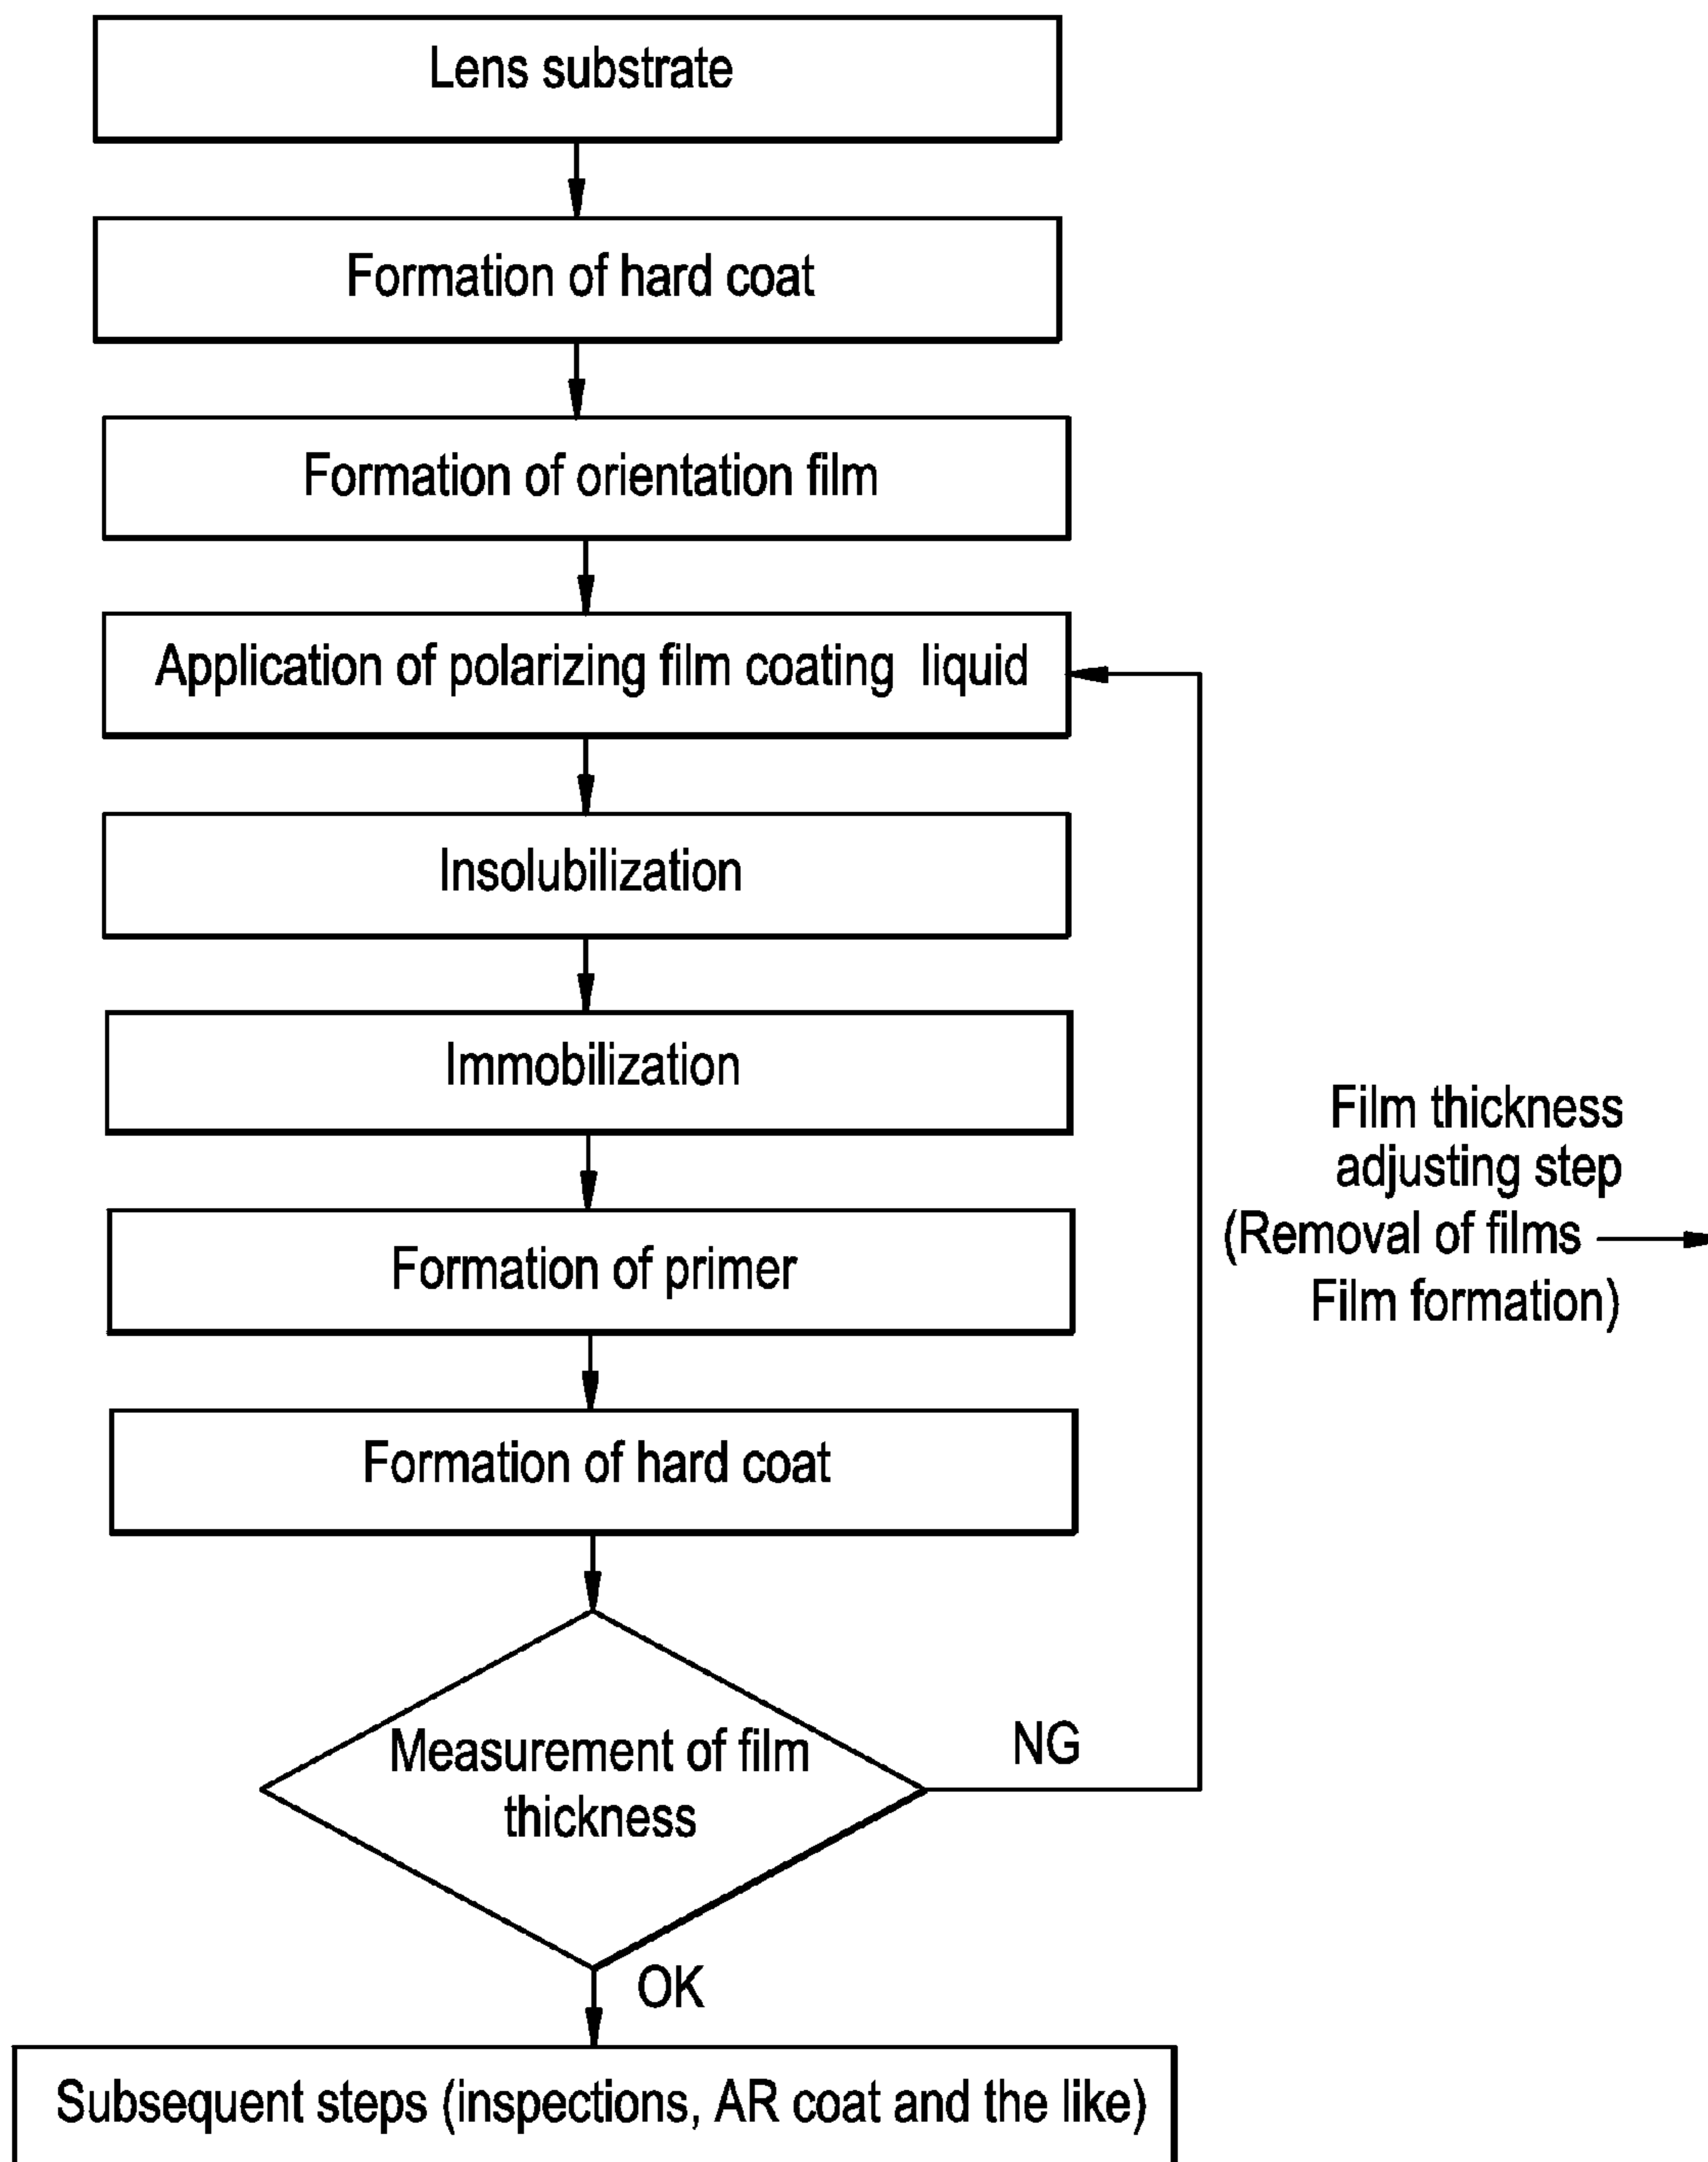 Lens substrate
Formation of hard coat
Formation of orientation film
Application of polarizing film coating liquid
Insolubilization
Immobilization
Formation of primer
Formation of hard coat
Measurement of film
thickness
NG
OK
Subsequent steps (inspections, AR coat and the like)
Film thickness
adjusting step
(Removal of films
Film formation)